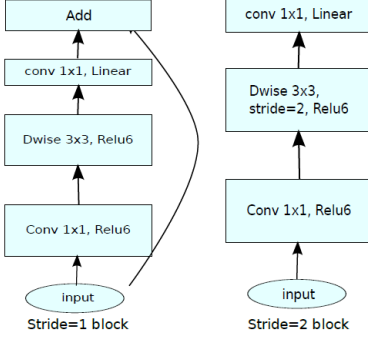 Add
conv 1x1, Linear
Dwise 3x3, Relu6
Conv 1x1, Relu6
input
Stride=1 block
conv 1x1, Linear
Dwise 3x3,
stride=2, Relu6
Conv 1x1, Relu6
input
Stride=2 block